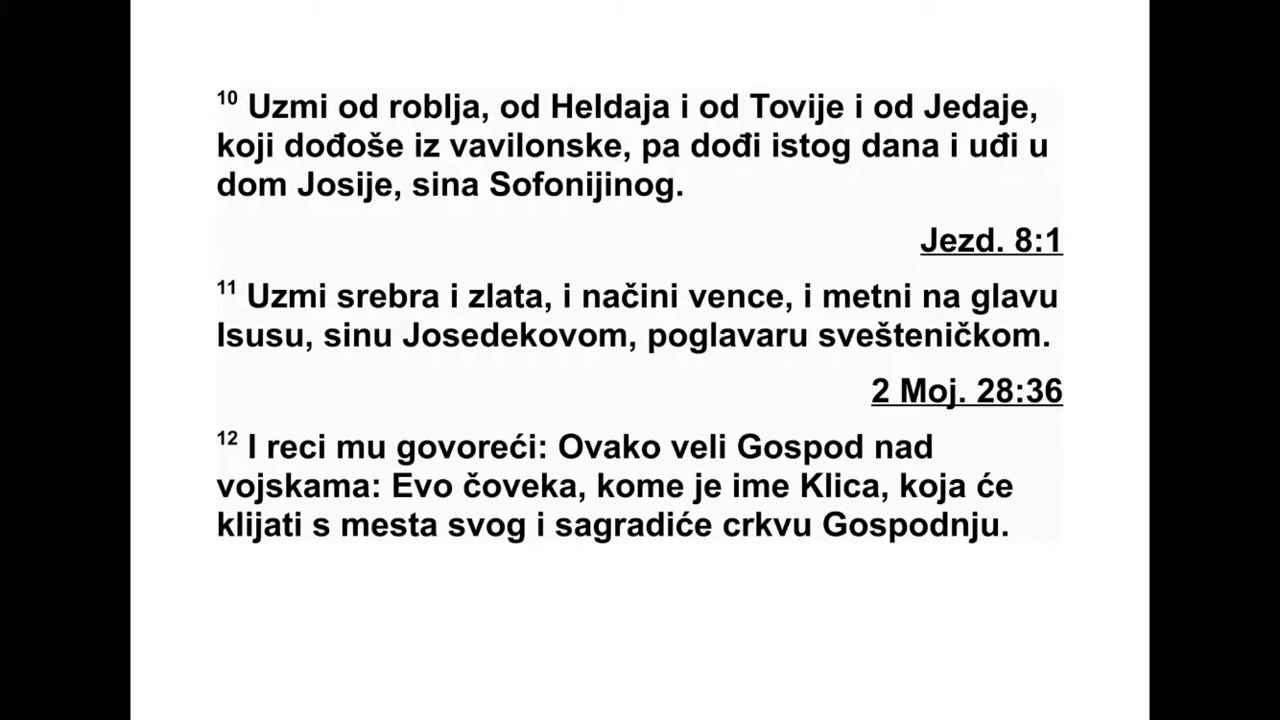 10 Uzmi od roblja, od Heldaja i od Tovije i od Jedaje,
koji dođoše iz vavilonske, pa dođi istog dana i uđi u
dom Josije, sina Sofonijinog.
Jezd. 8:1
11 Uzmi srebra i zlata, i načini vence, i metni na glavu
Isusu, sinu Josedekovom, poglavaru svešteničkom.
2 Moj. 28:36
12 I reci mu govoreći: Ovako veli Gospod nad
vojskama: Evo čoveka, kome je ime Klica, koja će
klijati s mesta svog i sagradiće crkvu Gospodnju.